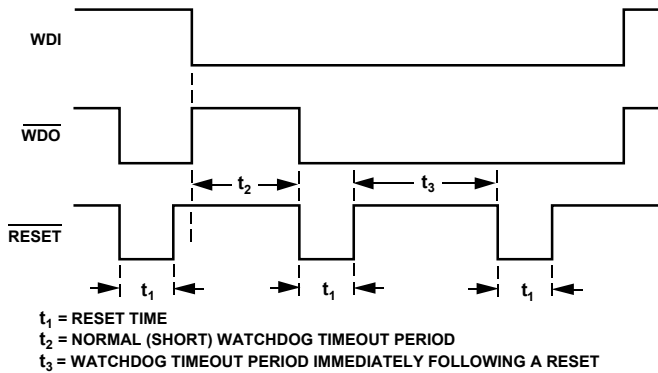 WDI
WDO
t2
t3
RESET
t1
t1
t1
t1 = RESET TIME
t2 = NORMAL (SHORT) WATCHDOG TIMEOUT PERIOD
t3 = WATCHDOG TIMEOUT PERIOD IMMEDIATELY FOLLOWING A RESET